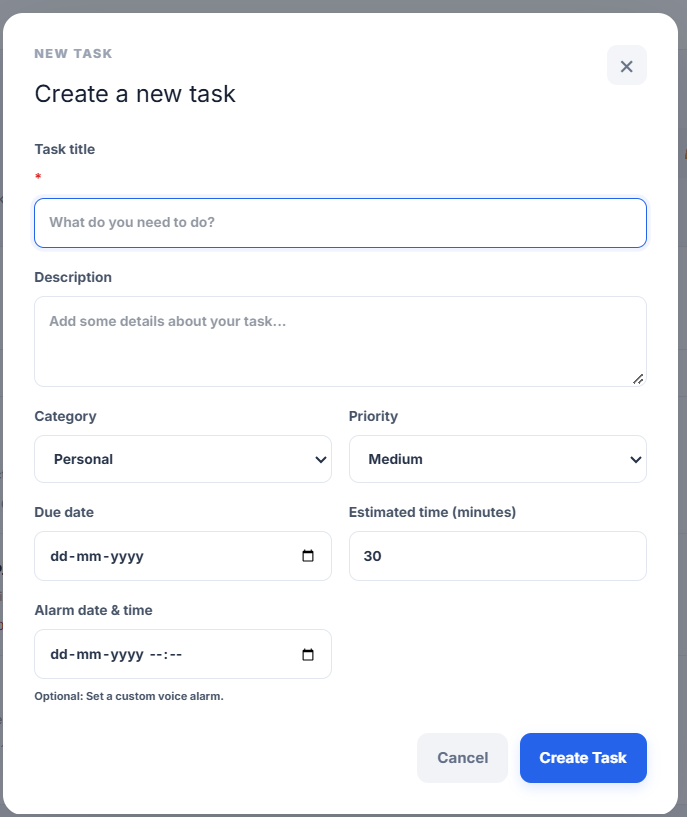 NEW TASK
Create a new task
Task title
*
What do you need to do?
Description
Add some details about your task...
Category Priority
Personal Medium
Due date Estimated time (minutes)
dd-mm-yyyy 30
Alarm date & time
dd-mm-yyyy --:--
Optional: Set a custom voice alarm.
Cancel Create Task